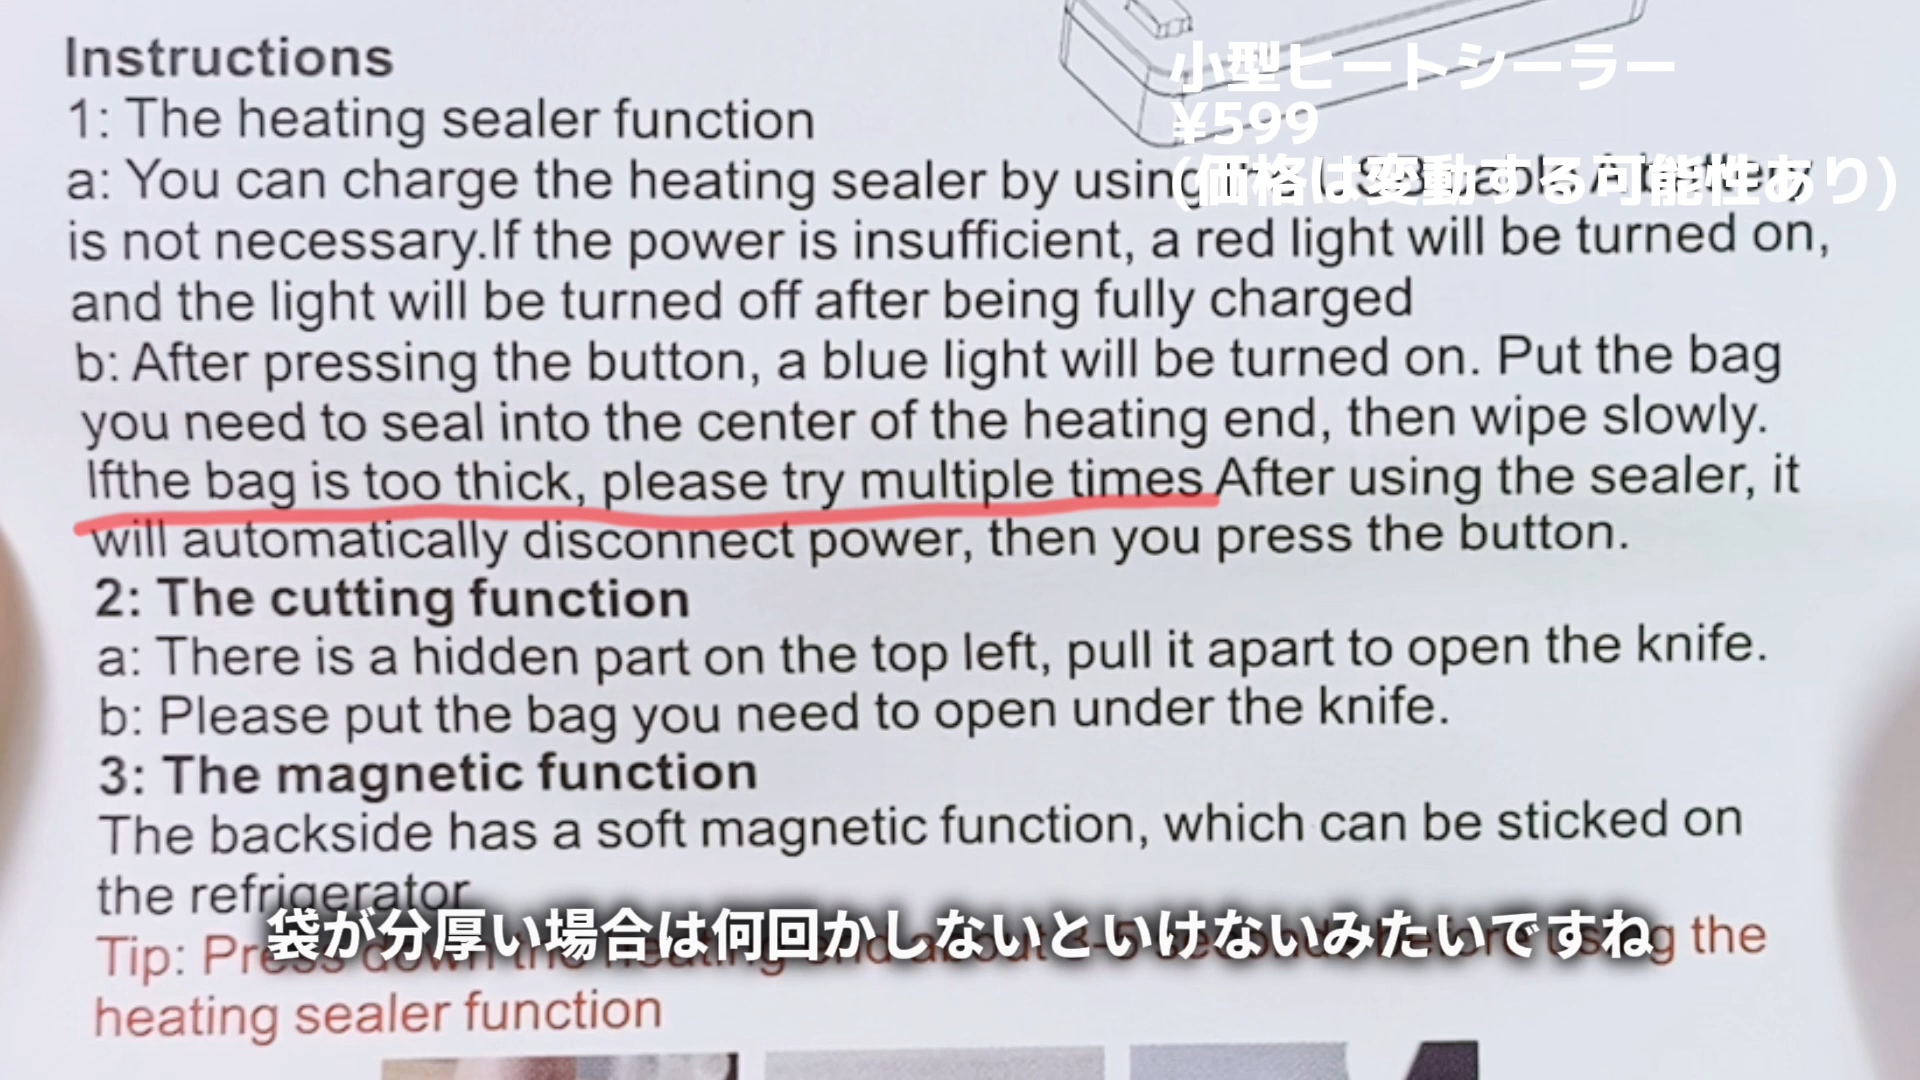 Instructions
小型ヒートシーラー
¥599
(価格は変動する可能性あり)
1: The heating sealer function
a: You can charge the heating sealer by using
is not necessary.If the power is insufficient, a red light will be turned on,
and the light will be turned off after being fully charged
b: After pressing the button, a blue light will be turned on. Put the bag
you need to seal into the center of the heating end, then wipe slowly.
Ifthe bag is too thick, please try multiple times After using the sealer, it
will automatically disconnect power, then you press the button.
2: The cutting function
a: There is a hidden part on the top left, pull it apart to open the knife.
b: Please put the bag you need to open under the knife.
3: The magnetic function
The backside has a soft magnetic function, which can be sticked on
the refrigerator
袋が分厚い場合は何回かしないといけないみたいですね
Tip: Press down the heating end about the
heating sealer function